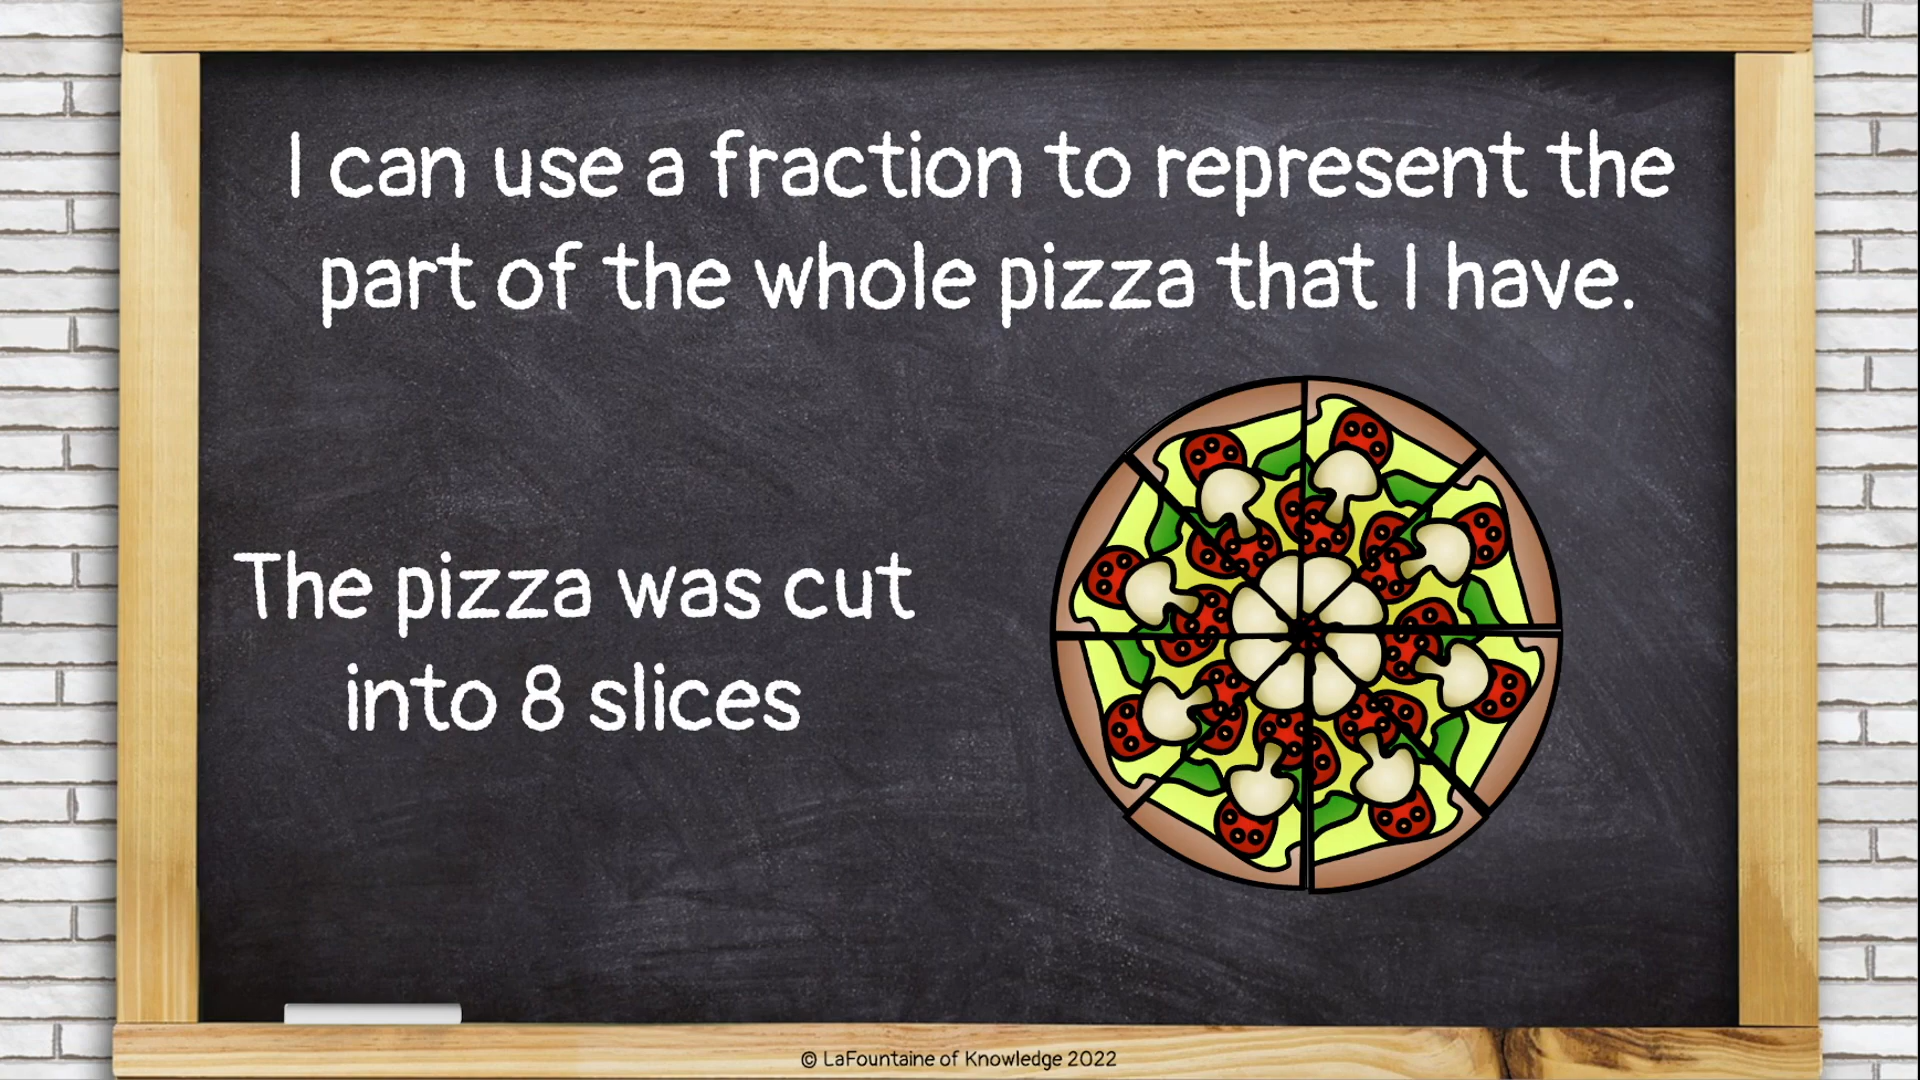 I can use a fraction to represent the
part of the whole pizza that I have.
The pizza was cut
into 8 slices
© LaFountaine of Knowledge 2022